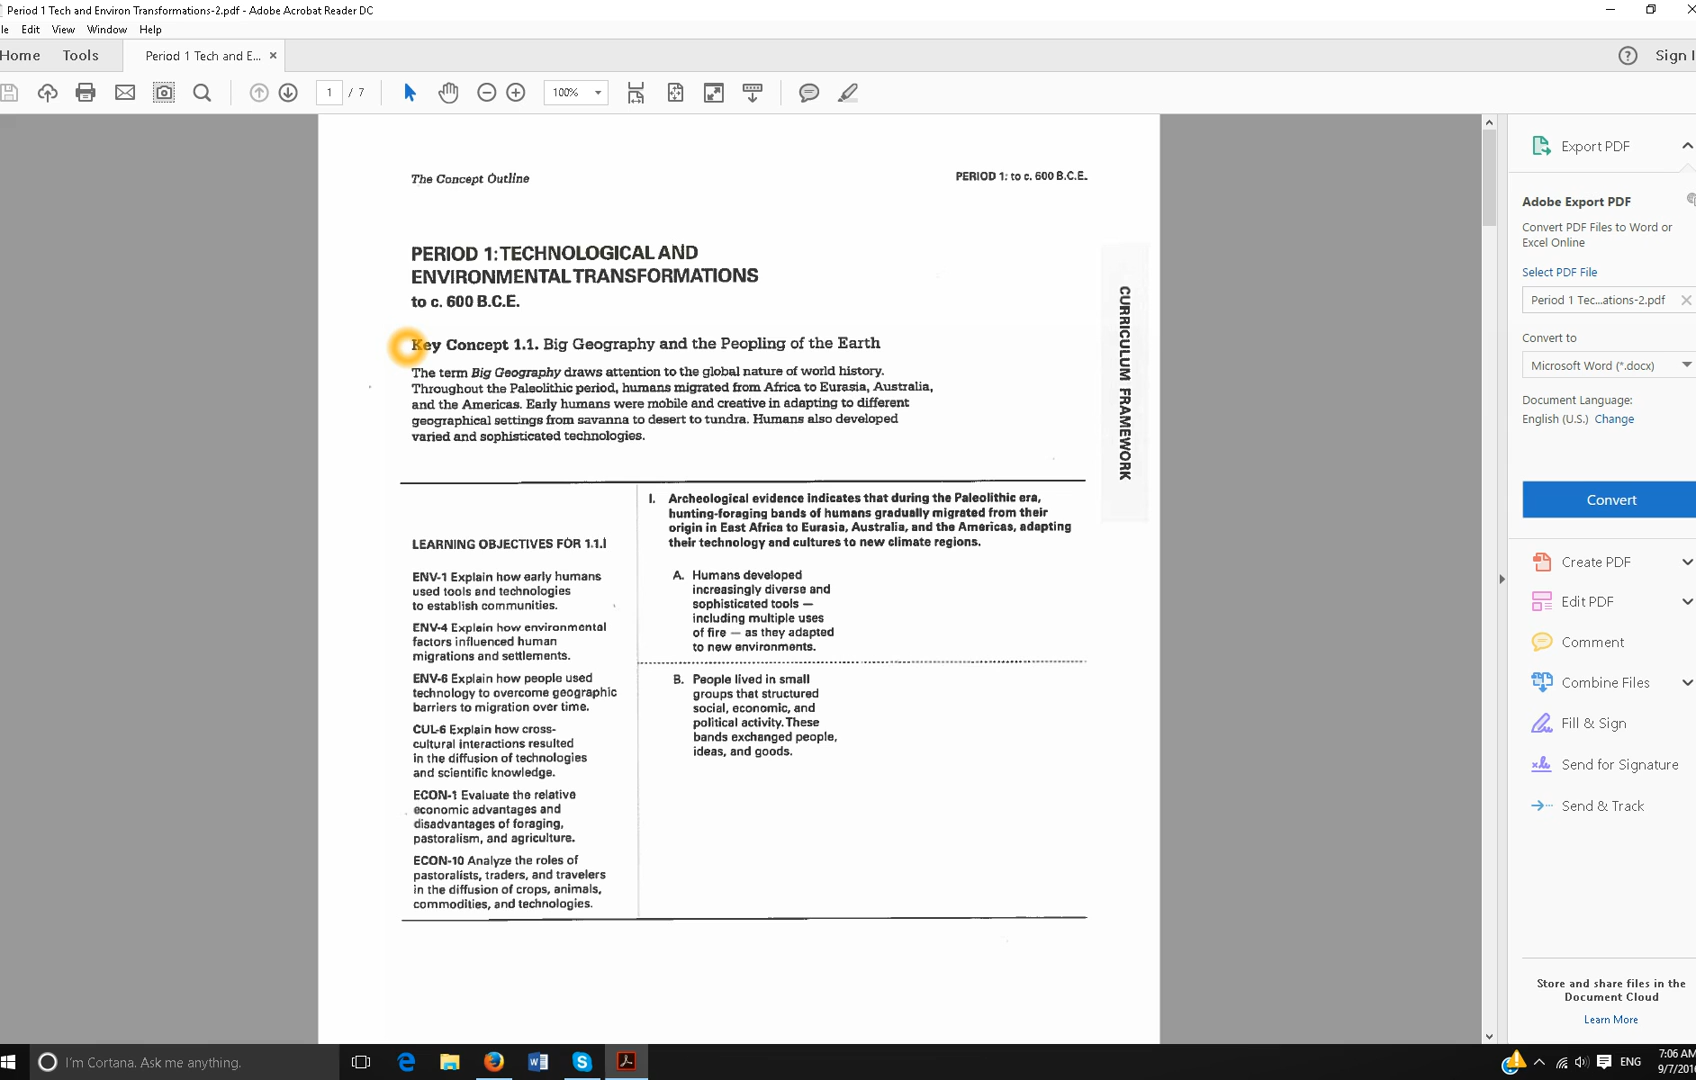 Period 1 Tech and Environ Transformations-2.pdf - Adobe Acrobat Reader DC
le Edit View Window Help
Home Tools Period 1 Tech and E... × Sign I
1 / 7 100%
The Concept Outline PERIOD 1: to c. 600 B.C.E.
PERIOD 1: TECHNOLOGICAL AND
ENVIRONMENTAL TRANSFORMATIONS
to c. 600 B.C.E.
Key Concept 1.1. Big Geography and the Peopling of the Earth
The term Big Geography draws attention to the global nature of world history.
Throughout the Paleolithic period, humans migrated from Africa to Eurasia, Australia,
and the Americas. Early humans were mobile and creative in adapting to different
geographical settings from savanna to desert to tundra. Humans also developed
varied and sophisticated technologies.
CURRICULUM FRAMEWORK
LEARNING OBJECTIVES FOR 1.1.I
ENV-1 Explain how early humans
used tools and technologies
to establish communities.
ENV-4 Explain how environmental
factors influenced human
migrations and settlements.
ENV-6 Explain how people used
technology to overcome geographic
barriers to migration over time.
CUL-6 Explain how cross-
cultural interactions resulted
in the diffusion of technologies
and scientific knowledge.
ECON-1 Evaluate the relative
economic advantages and
disadvantages of foraging,
pastoralism, and agriculture.
ECON-10 Analyze the roles of
pastoralists, traders, and travelers
in the diffusion of crops, animals,
commodities, and technologies.
I. Archeological evidence indicates that during the Paleolithic era,
hunting-foraging bands of humans gradually migrated from their
origin in East Africa to Eurasia, Australia, and the Americas, adapting
their technology and cultures to new climate regions.
A. Humans developed
increasingly diverse and
sophisticated tools —
including multiple uses
of fire — as they adapted
to new environments.
B. People lived in small
groups that structured
social, economic, and
political activity. These
bands exchanged people,
ideas, and goods.
Export PDF
Adobe Export PDF
Convert PDF Files to Word or
Excel Online
Select PDF File
Period 1 Tec...ations-2.pdf
Convert to
Microsoft Word (*.docx)
Document Language:
English (U.S.) Change
Convert
Create PDF
Edit PDF
Comment
Combine Files
Fill & Sign
Send for Signature
Send & Track
Store and share files in the
Document Cloud
Learn More
I'm Cortana. Ask me anything.
ENG
7:06 AM
9/7/201